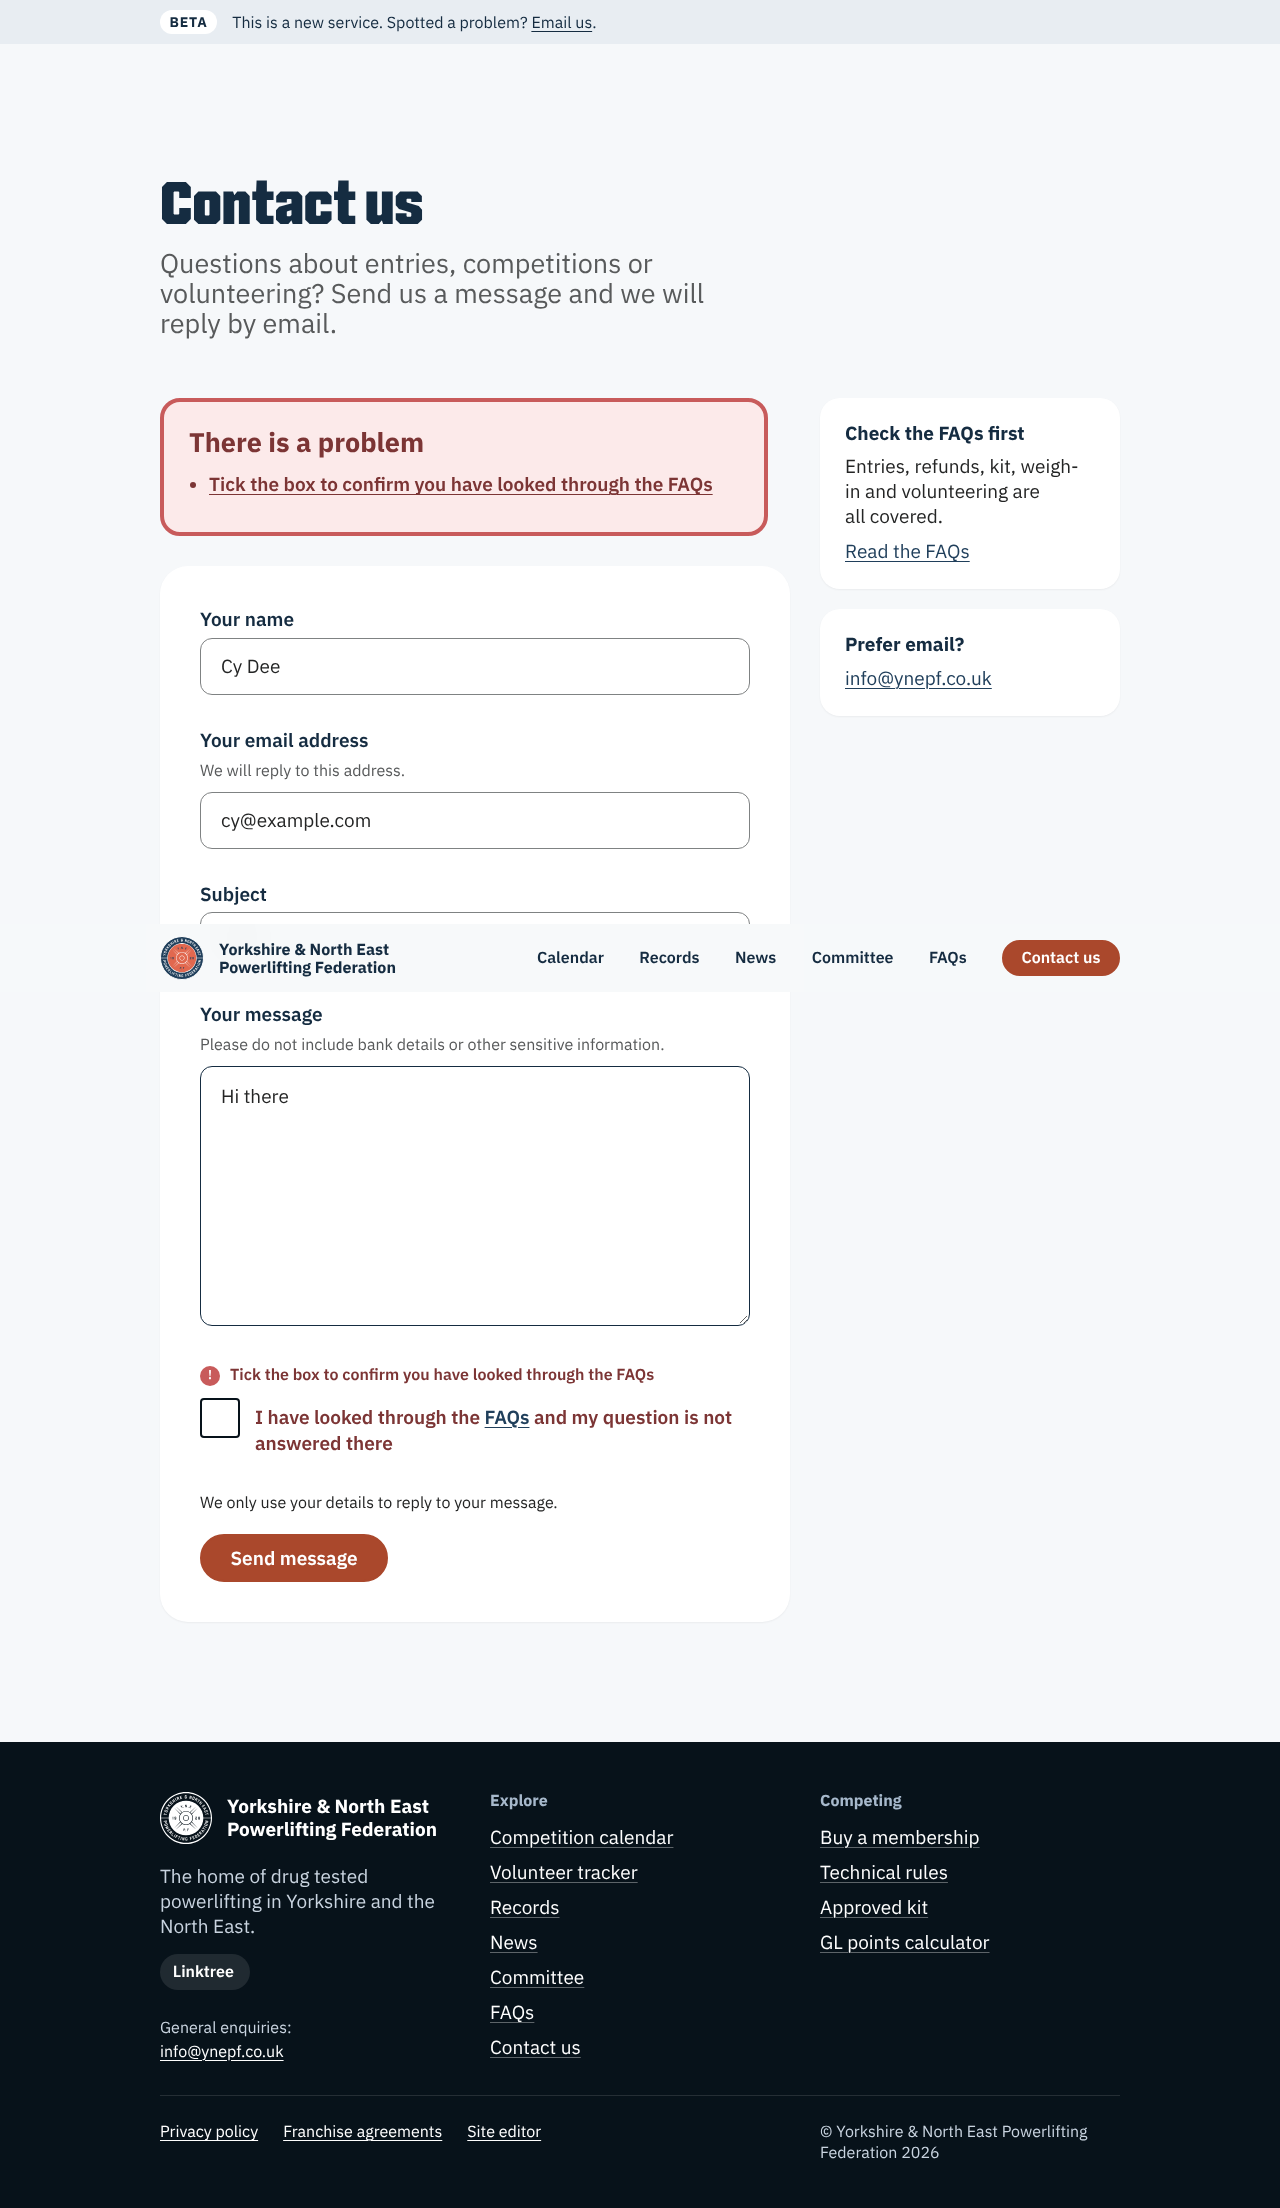 BETA
This is a new service. Spotted a problem? Email us.
Contact us
Questions about entries, competitions or
volunteering? Send us a message and we will
reply by email.
There is a problem
• Tick the box to confirm you have looked through the FAQs
Check the FAQs first
Entries, refunds, kit, weigh-
in and volunteering are
all covered.
Read the FAQs
Prefer email?
info@ynepf.co.uk
Your name
Cy Dee
Your email address
We will reply to this address.
cy@example.com
Subject
Yorkshire & North East
Powerlifting Federation
Calendar
Records
News
Committee
FAQs
Contact us
Your message
Please do not include bank details or other sensitive information.
Hi there
! Tick the box to confirm you have looked through the FAQs
I have looked through the FAQs and my question is not
answered there
We only use your details to reply to your message.
Send message
Yorkshire & North East
Powerlifting Federation
The home of drug tested
powerlifting in Yorkshire and the
North East.
Linktree
General enquiries:
info@ynepf.co.uk
Explore
Competition calendar
Volunteer tracker
Records
News
Committee
FAQs
Contact us
Competing
Buy a membership
Technical rules
Approved kit
GL points calculator
Privacy policy
Franchise agreements
Site editor
© Yorkshire & North East Powerlifting
Federation 2026